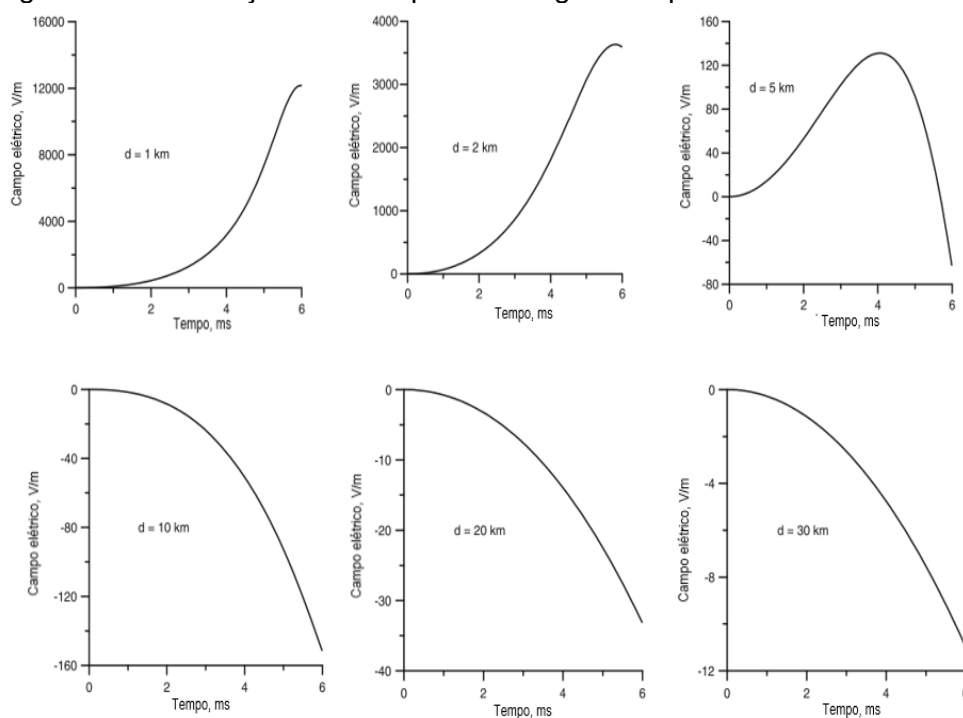 16000
12000
8000
4000
0
Campo elétrico, V/m
d = 1 km
0 2 4 6
Tempo, ms
4000
3000
2000
1000
0
Campo elétrico, V/m
d = 2 km
0 2 4 6
Tempo, ms
160
120
80
40
0
-40
-80
Campo elétrico, V/m
d = 5 km
0 2 4 6
Tempo, ms
0
-40
-80
-120
-160
Campo elétrico, V/m
d = 10 km
0 2 4 6
Tempo, ms
0
-10
-20
-30
-40
Campo elétrico, V/m
d = 20 km
0 2 4 6
Tempo, ms
0
-4
-8
-12
Campo elétrico, V/m
d = 30 km
0 2 4 6
Tempo, ms